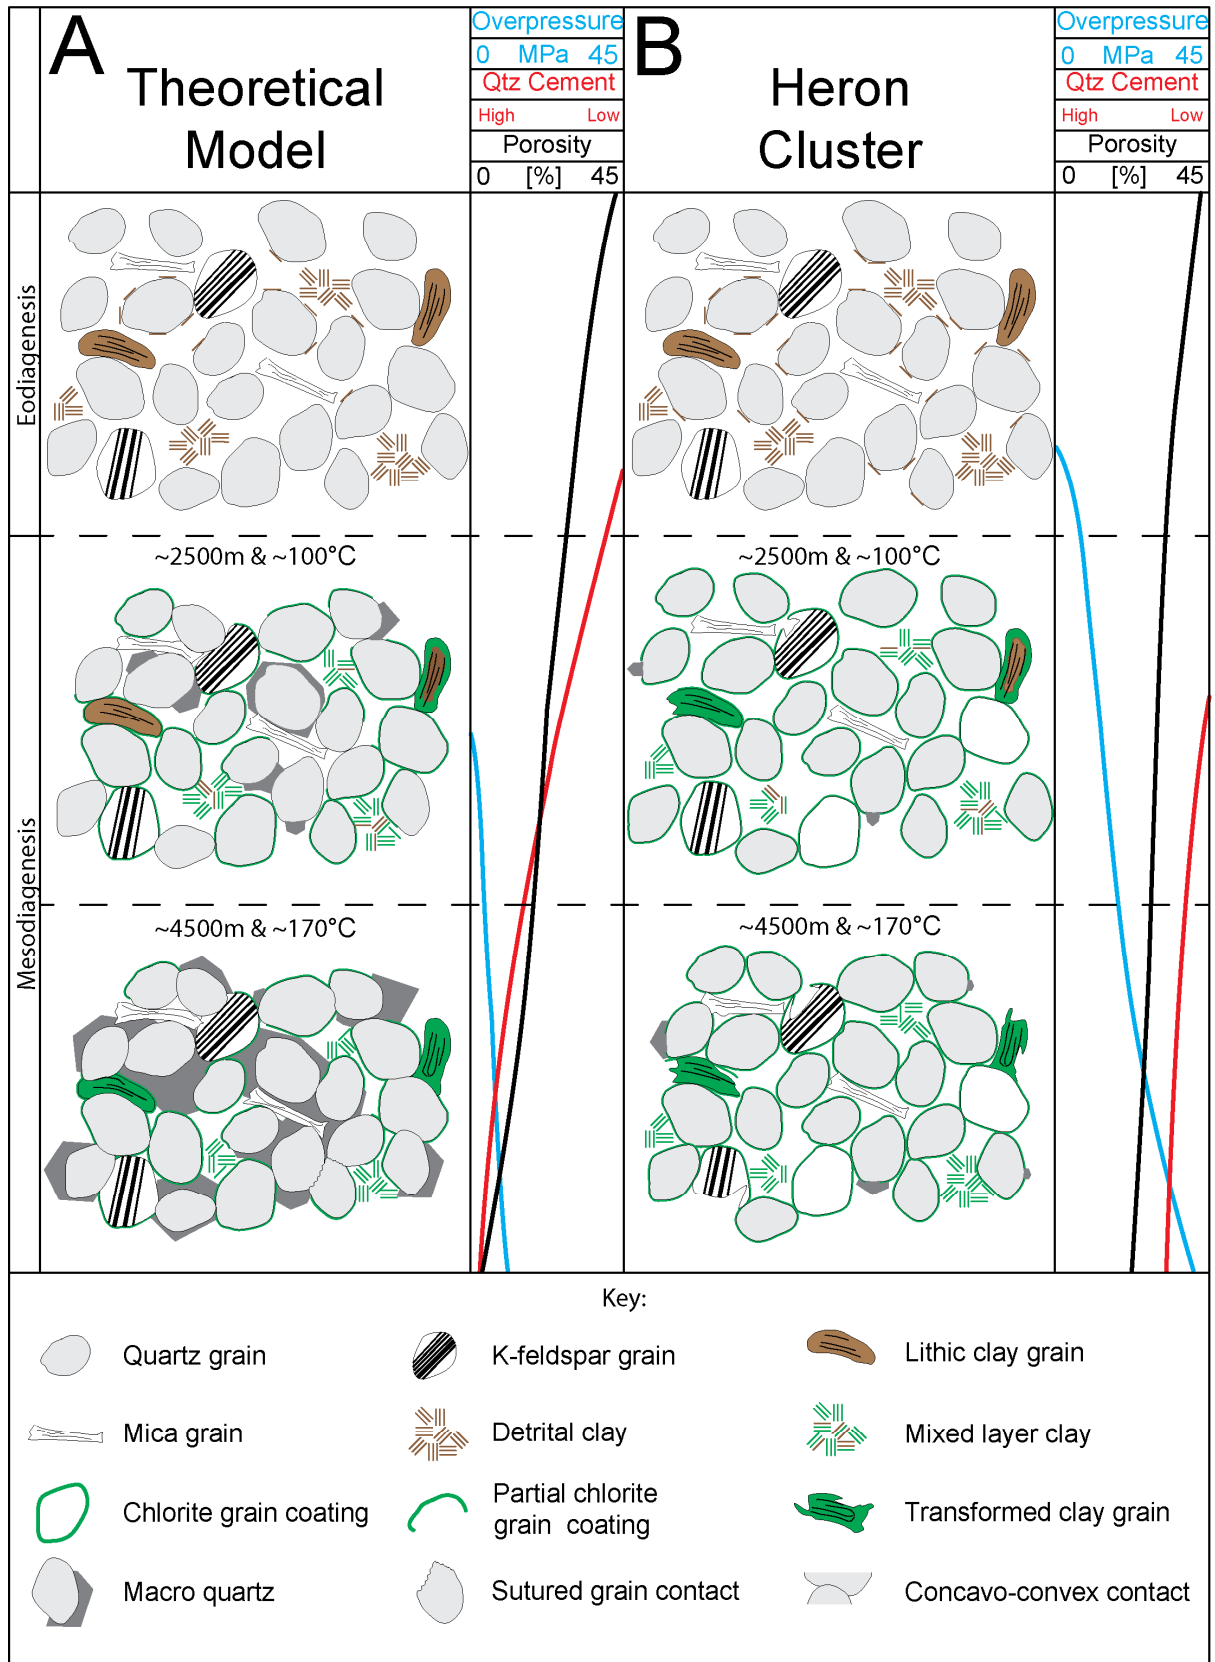 A
Theoretical
Model
Overpressure
0 MPa 45
Qtz Cement
High Low
Porosity
0 [%] 45
B
Heron
Cluster
Overpressure
0 MPa 45
Qtz Cement
High Low
Porosity
0 [%] 45
Eodiagenesis
Mesodiagenesis
~2500m & ~100°C
~2500m & ~100°C
~4500m & ~170°C
~4500m & ~170°C
Key:
Quartz grain
K-feldspar grain
Lithic clay grain
Mica grain
Detrital clay
Mixed layer clay
Chlorite grain coating
Partial chlorite
grain coating
Transformed clay grain
Macro quartz
Sutured grain contact
Concavo-convex contact